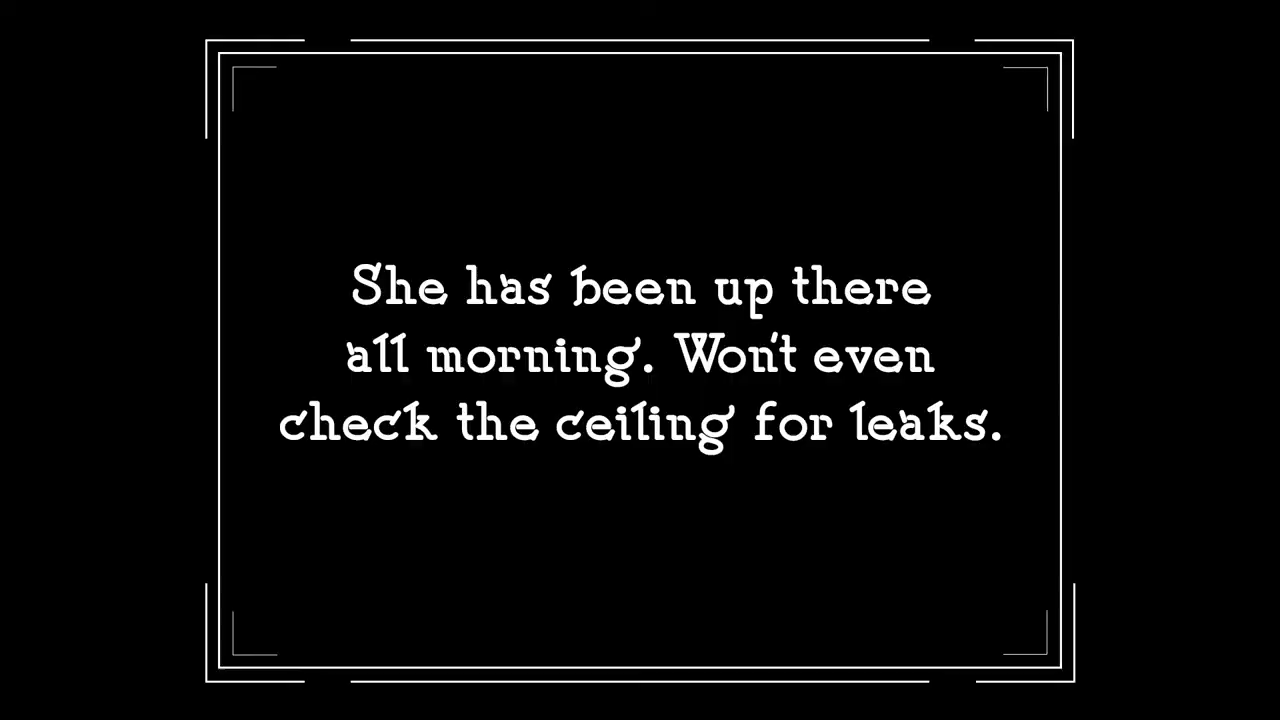 She has been up there
all morning. Won't even
check the ceiling for leaks.